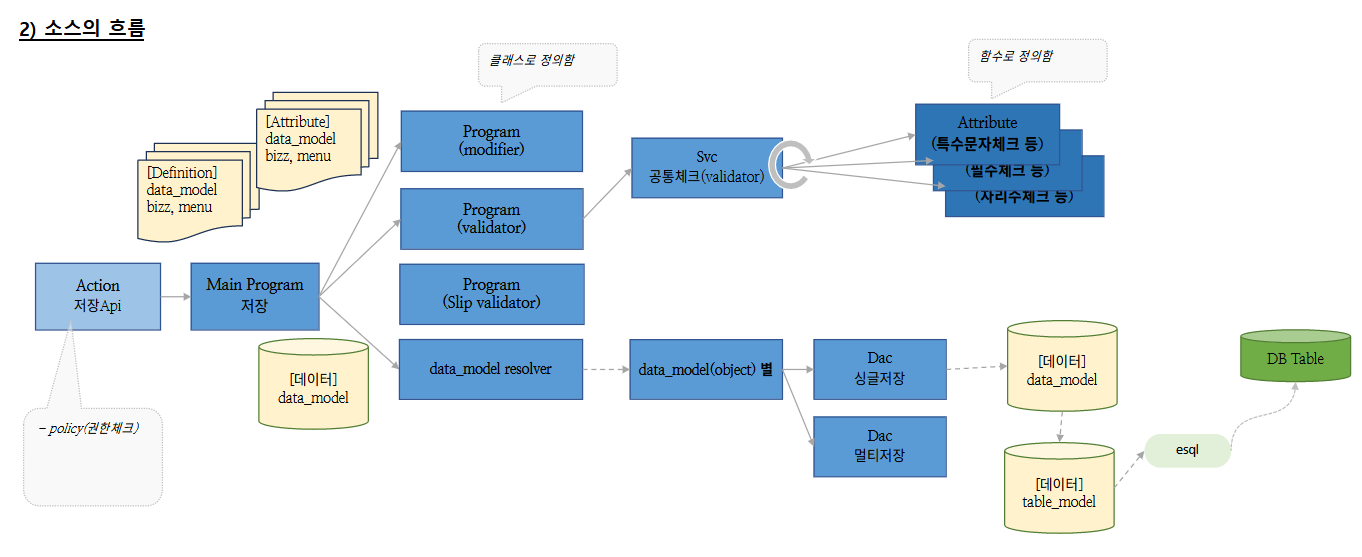 2) 소스의 흐름
클래스로 정의함
함수로 정의함
[Attribute]
data_model
bizz, menu
[Definition]
data_model
bizz, menu
Program
(modifier)
Program
(validator)
Program
(Slip validator)
Svc
공통체크(validator)
Attribute
(특수문자체크 등)
(필수체크 등)
(자리수체크 등)
Action
저장Api
Main Program
저장
[데이터]
data_model
data_model resolver
data_model(object) 별
Dac
싱글저장
Dac
멀티저장
[데이터]
data_model
[데이터]
table_model
esql
DB Table
– policy(권한체크)